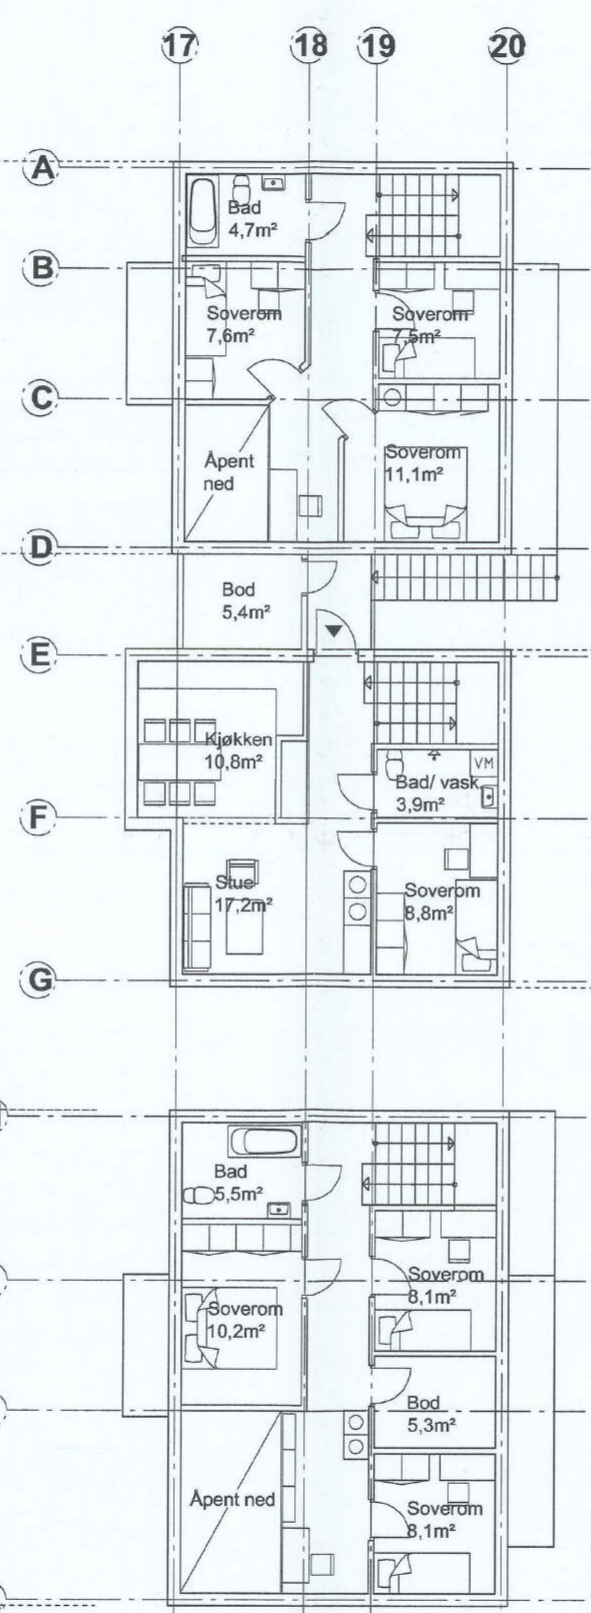 17 18 19 20
A
Bad
4,7m²
B
Soverom
7,6m²
Soverom
7,5m²
C
Åpent
ned
Soverom
11,1m²
D
Bod
5,4m²
E
Kjøkken
10,8m²
VM
Bad/ vask
3,9m²
F
Stue
17,2m²
Soverom
8,8m²
G
Bad
5,5m²
Soverom
8,1m²
Soverom
10,2m²
Bod
5,3m²
Åpent ned
Soverom
8,1m²